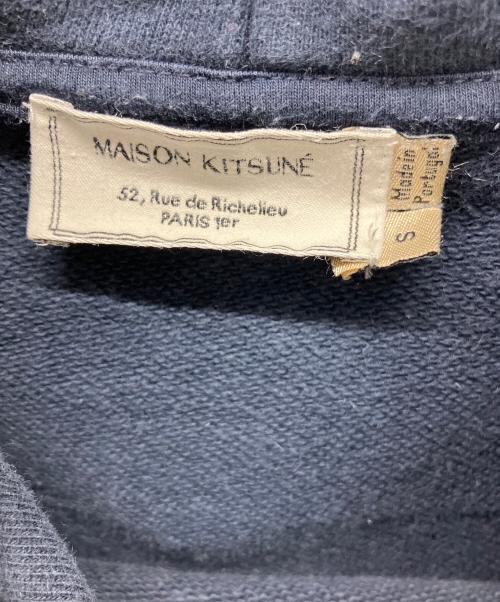 MAISON KITSUNÉ
52, Rue de Richelieu
PARIS 1er
Made in
Portugal
S